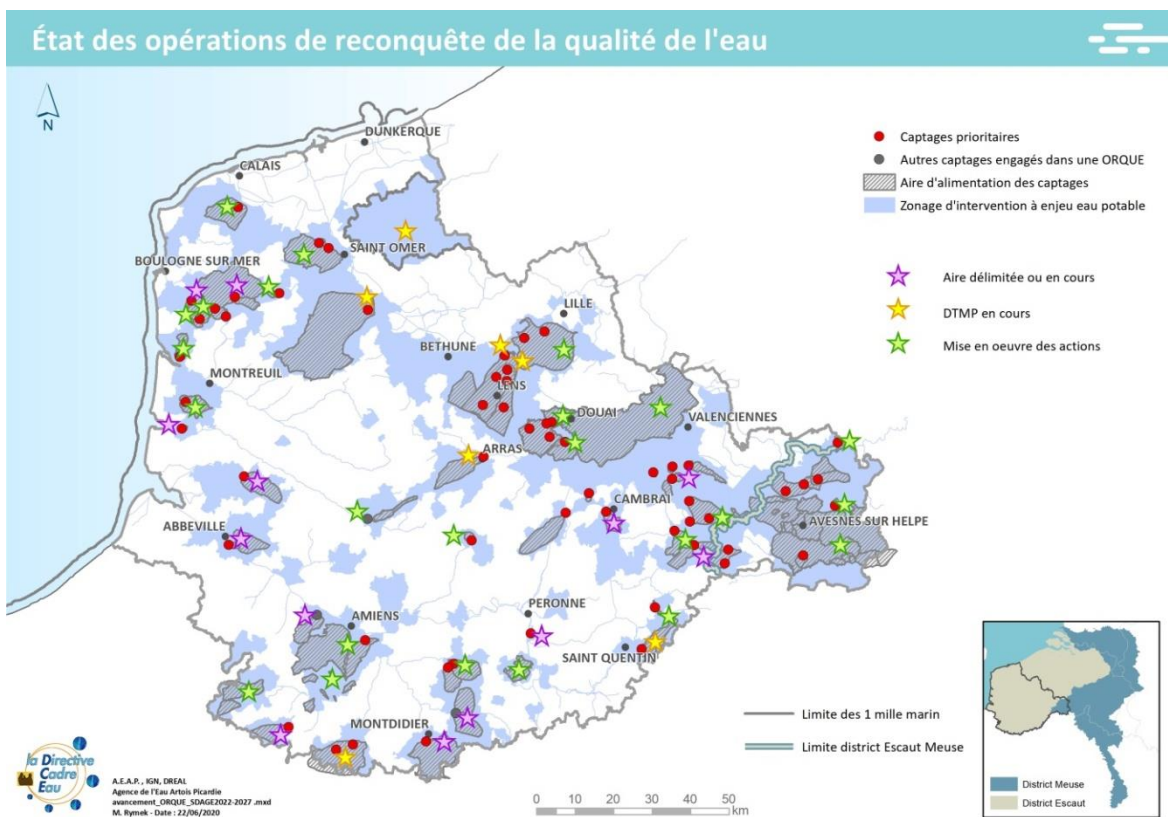 État des opérations de reconquête de la qualité de l'eau
N
DUNKERQUE
CALAIS
SAINT OMER
BOULOGNE SUR MER
LILLE
BETHUNE
MONTREUIL
LENS
DOUAI
VALENCIENNES
ARRAS
CAMBRAI
ABBEVILLE
AVESNES SUR HELPE
AMIENS
PERONNE
SAINT QUENTIN
MONTDIDIER
Captages prioritaires
Autres captages engagés dans une ORQUE
Aire d'alimentation des captages
Zonage d'intervention à enjeu eau potable
Aire délimitée ou en cours
DTMP en cours
Mise en oeuvre des actions
Limite des 1 mille marin
Limite district Escaut Meuse
District Meuse
District Escaut
la Directive
Cadre
Eau
A.E.A.P. , IGN, DREAL
Agence de l'Eau Artois Picardie
avancement_ORQUE_SDAGE2022-2027 .mxd
M. Rymek - Date : 22/06/2020
0 10 20 30 40 50
km